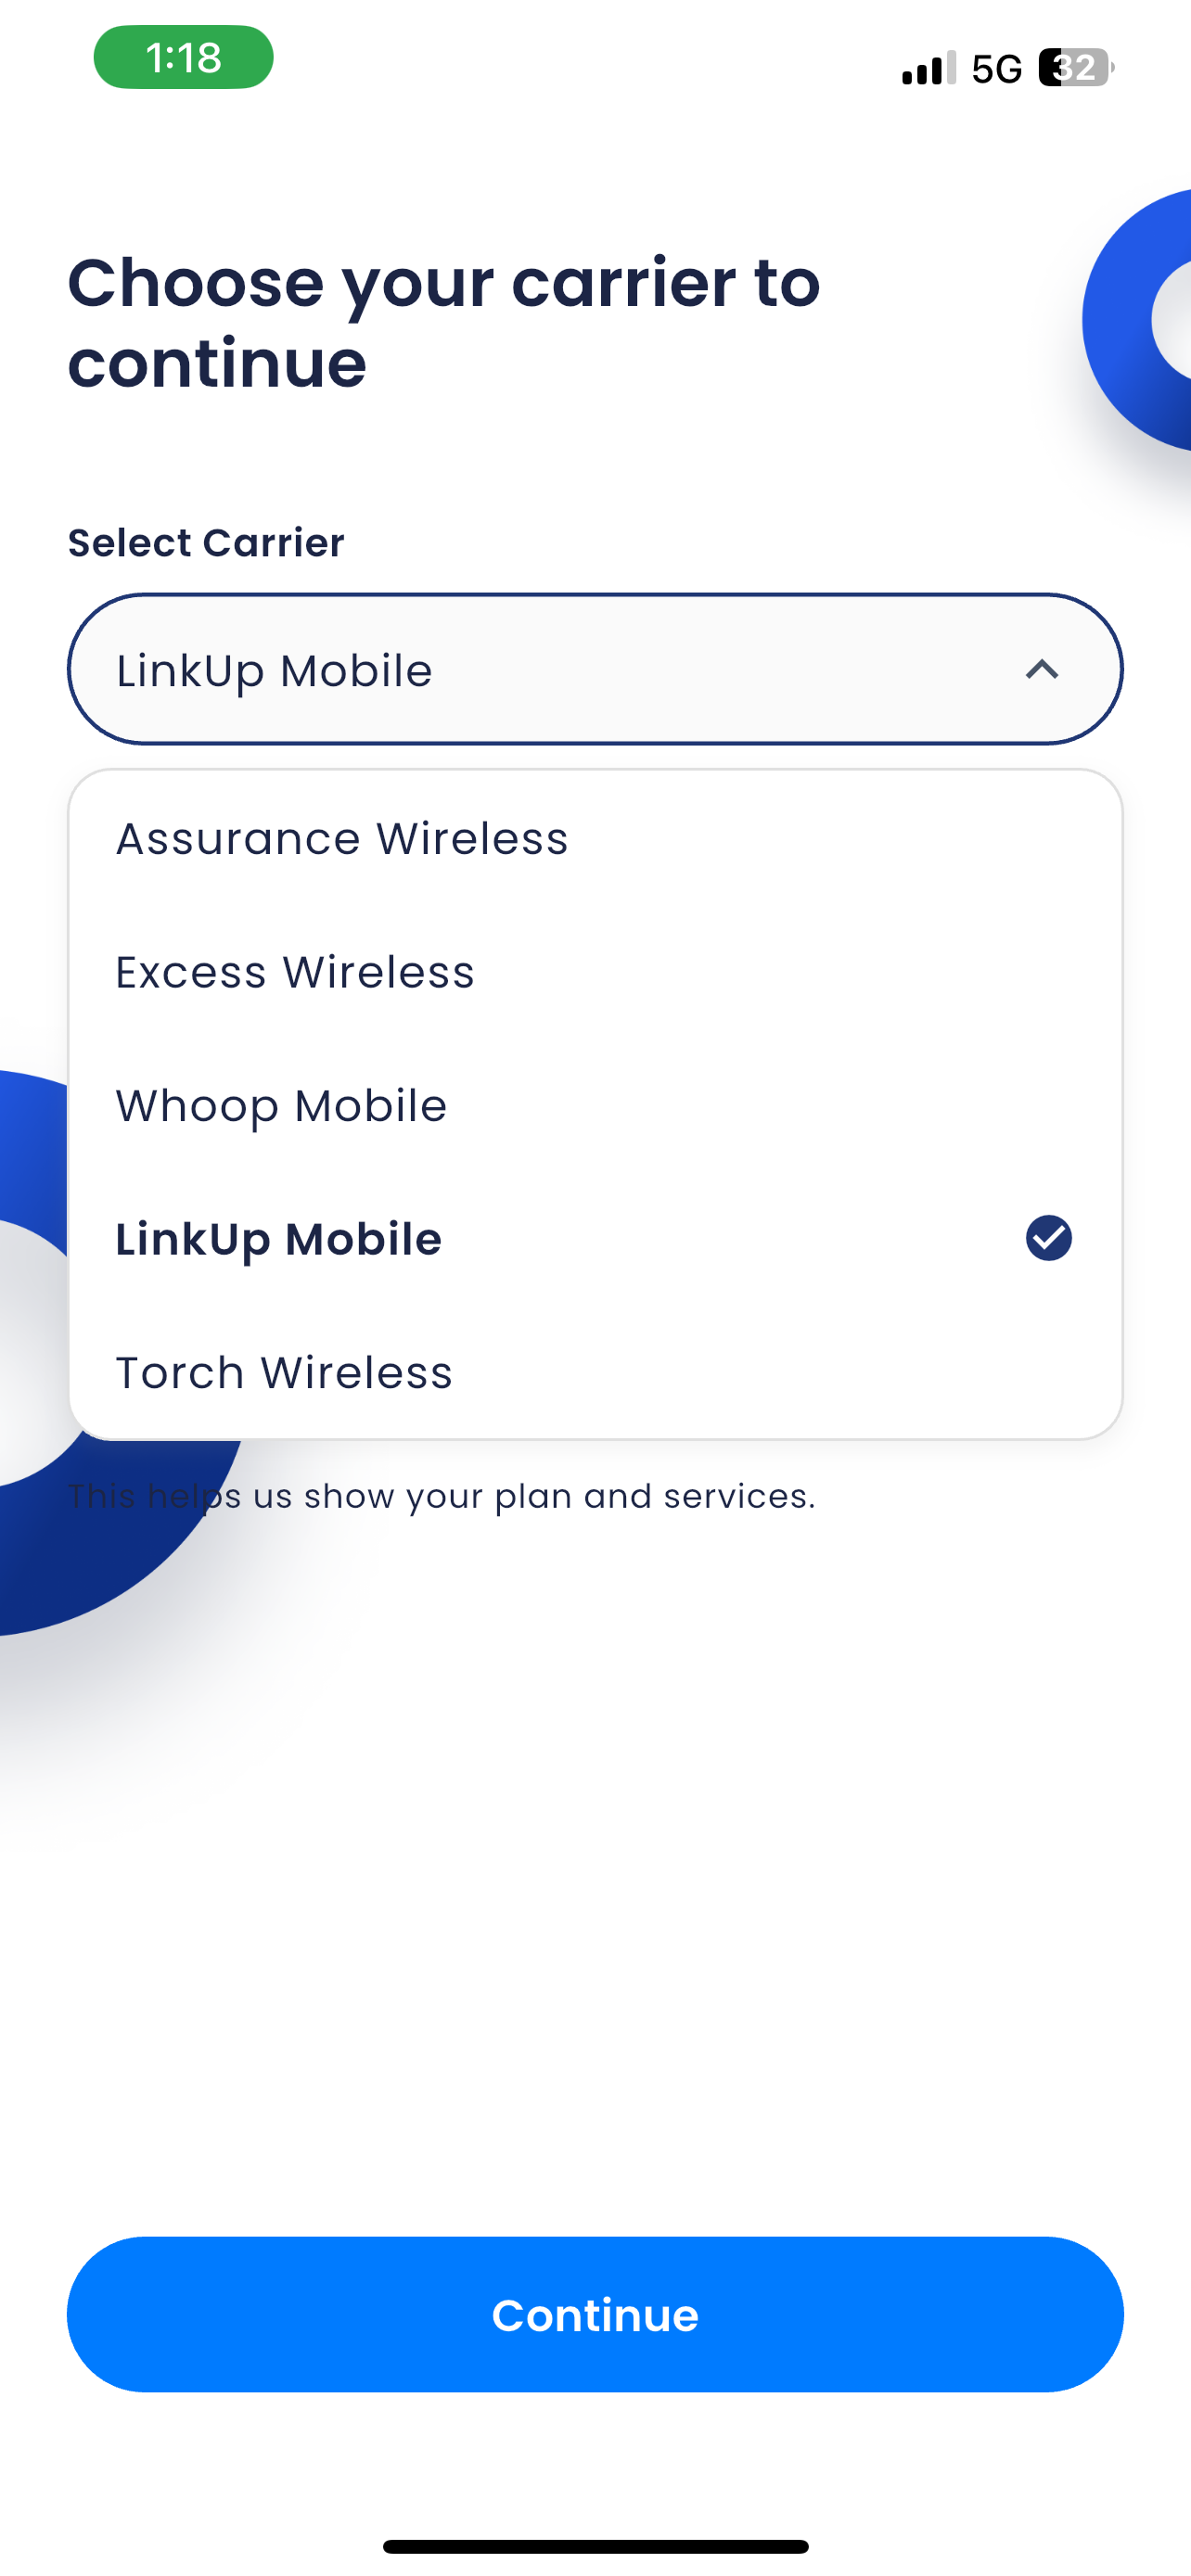 1:18
5G 32
Choose your carrier to
continue
Select Carrier
LinkUp Mobile
Assurance Wireless
Excess Wireless
Whoop Mobile
LinkUp Mobile
Torch Wireless
This helps us show your plan and services.
Continue